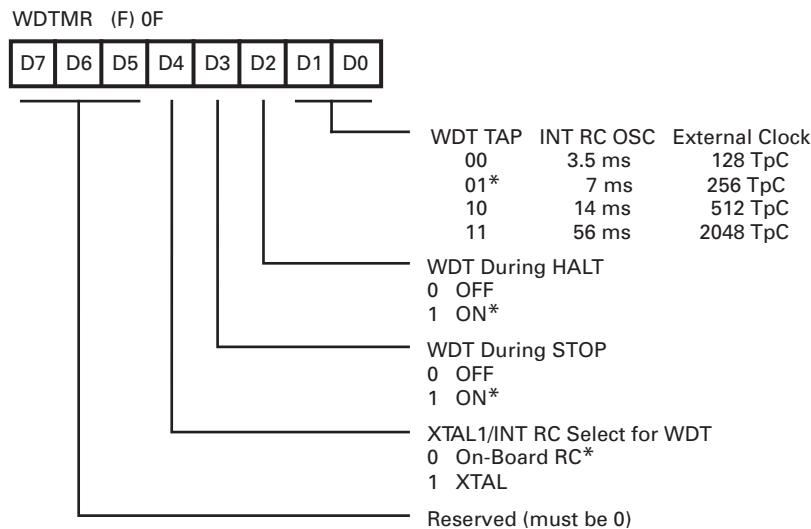 WDTMR (F) 0F
D7 D6 D5 D4 D3 D2 D1 D0
WDT TAP INT RC OSC External Clock
00 3.5 ms 128 TpC
01* 7 ms 256 TpC
10 14 ms 512 TpC
11 56 ms 2048 TpC
WDT During HALT
0 OFF
1 ON*
WDT During STOP
0 OFF
1 ON*
XTAL1/INT RC Select for WDT
0 On-Board RC*
1 XTAL
Reserved (must be 0)